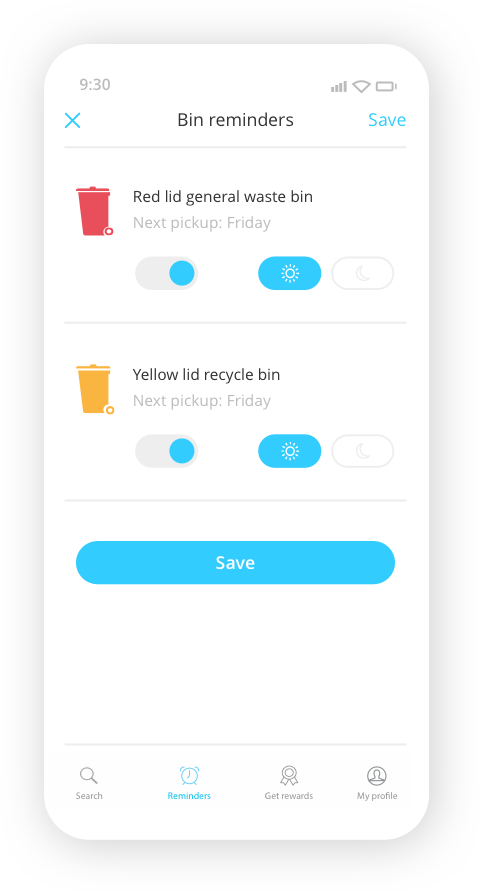 9:30
Bin reminders Save
Red lid general waste bin
Next pickup: Friday
Yellow lid recycle bin
Next pickup: Friday
Save
Search Reminders Get rewards My profile